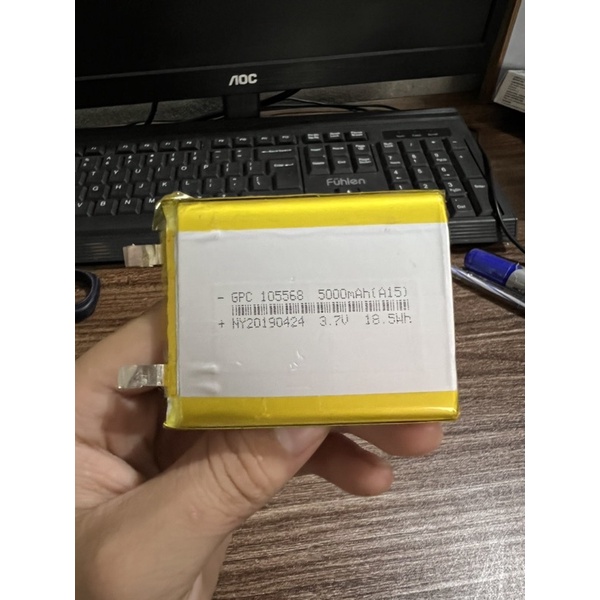 AOC
Fühlen
- GPC 105568 5000mAh(A15)
+ NY20190424 3.7V 18.5Wh